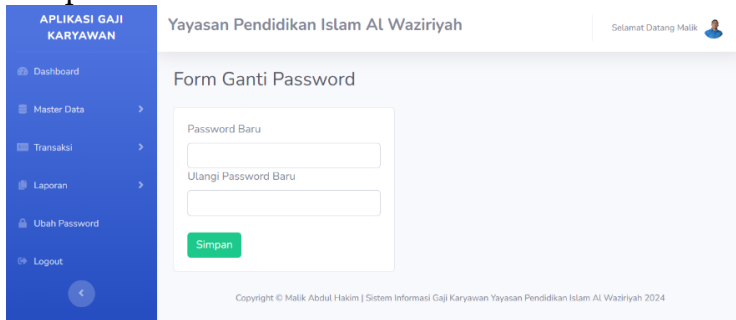 APLIKASI GAJI
KARYAWAN
Dashboard
Master Data
Transaksi
Laporan
Ubah Password
Logout
Yayasan Pendidikan Islam Al Waziriyah
Selamat Datang Malik
Form Ganti Password
Password Baru
Ulangi Password Baru
Simpan
Copyright © Malik Abdul Hakim | Sistem Informasi Gaji Karyawan Yayasan Pendidikan Islam Al Waziriyah 2024